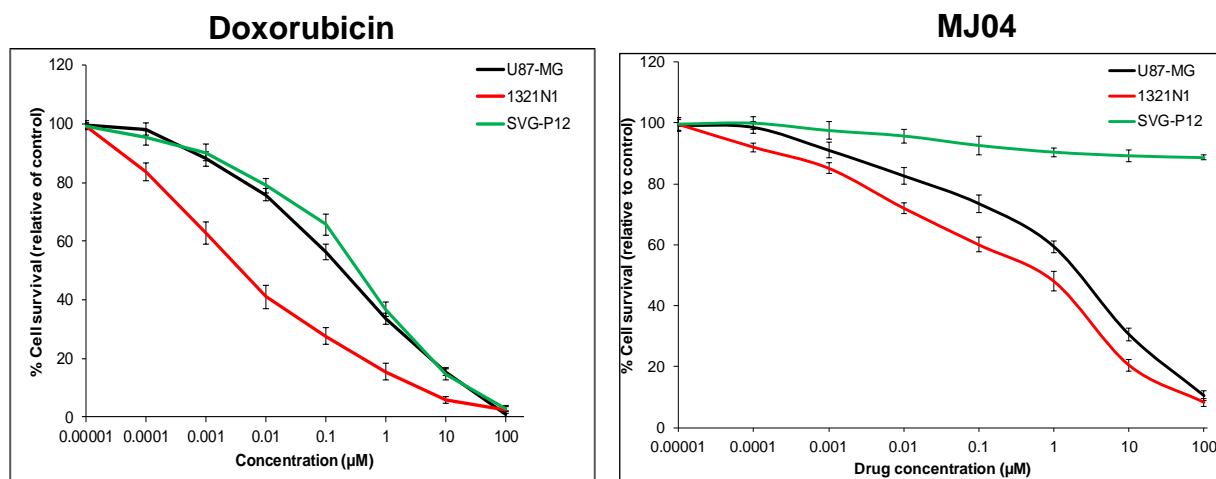 Doxorubicin
% Cell survival (relative of control)
120
100
80
60
40
20
0
U87-MG
1321N1
SVG-P12
0.00001 0.0001 0.001 0.01 0.1 1 10 100
Concentration (µM)
MJ04
% Cell survival (relative to control)
120
100
80
60
40
20
0
U87-MG
1321N1
SVG-P12
0.00001 0.0001 0.001 0.01 0.1 1 10 100
Drug concentration (µM)